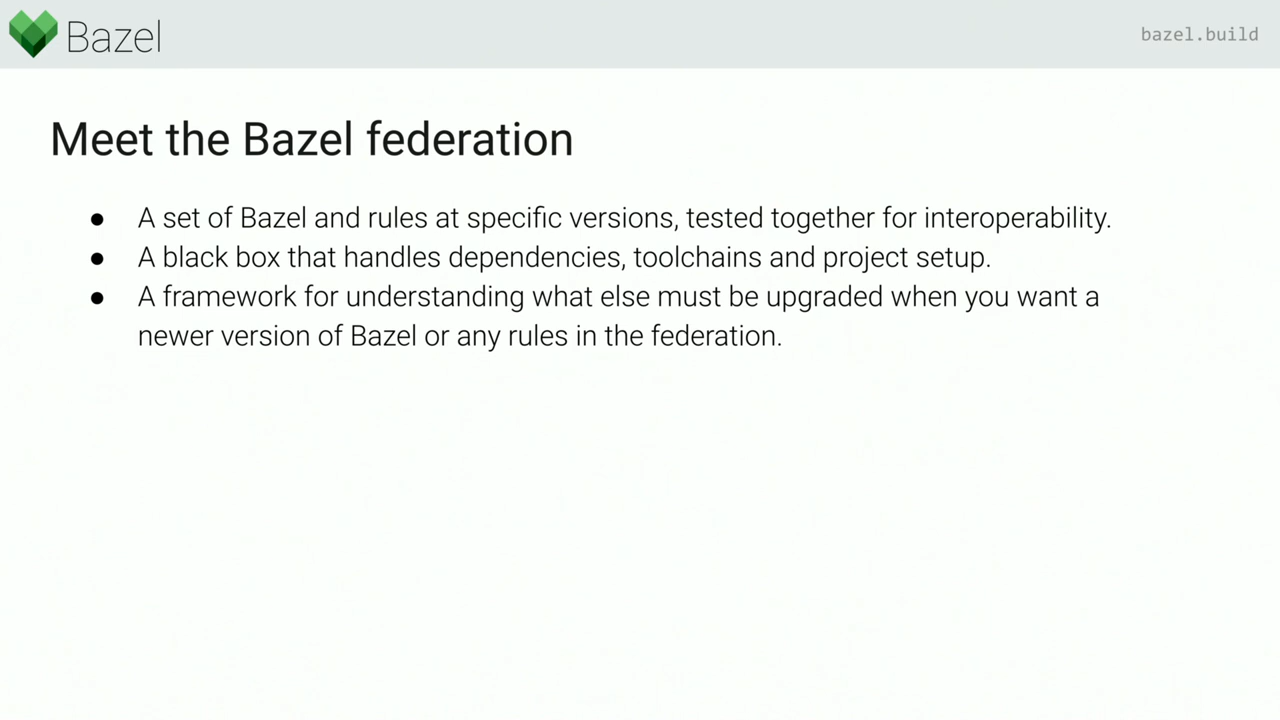 Bazel
bazel.build
Meet the Bazel federation
● A set of Bazel and rules at specific versions, tested together for interoperability.
● A black box that handles dependencies, toolchains and project setup.
● A framework for understanding what else must be upgraded when you want a
newer version of Bazel or any rules in the federation.